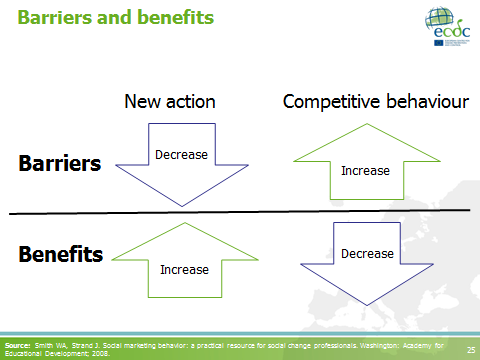 Barriers and benefits
ecdc
New action
Competitive behaviour
Barriers
Decrease
Increase
Benefits
Increase
Decrease
Source: Smith WA, Strand J. Social marketing behavior: a practical resource for social change professionals. Washington: Academy for
Educational Development; 2008.
25